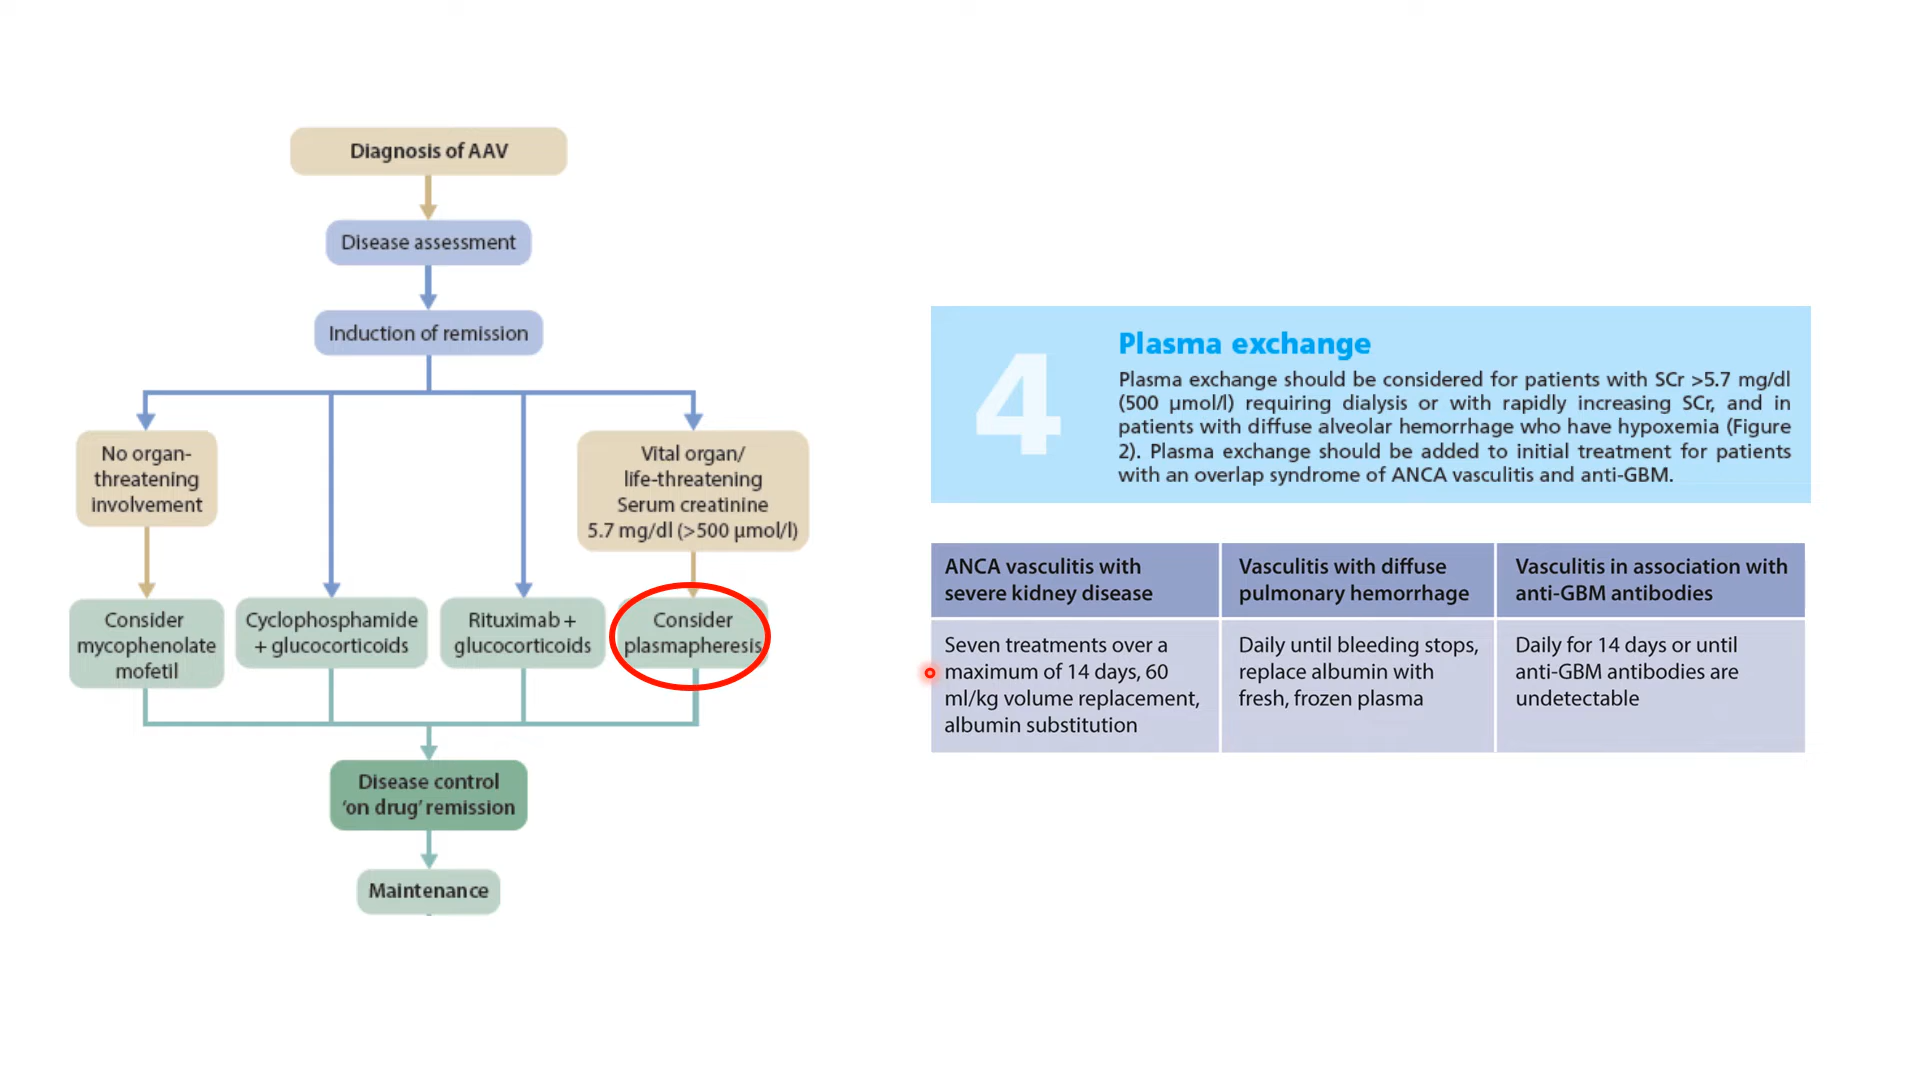 Diagnosis of AAV
Disease assessment
Induction of remission
No organ-
threatening
involvement
Vital organ/
life-threatening
Serum creatinine
5.7 mg/dl (>500 μmol/l)
Consider
mycophenolate
mofetil
Cyclophosphamide
+ glucocorticoids
Rituximab +
glucocorticoids
Consider
plasmapheresis
Disease control
‘on drug’ remission
Maintenance
4
Plasma exchange
Plasma exchange should be considered for patients with SCr >5.7 mg/dl
(500 μmol/l) requiring dialysis or with rapidly increasing SCr, and in
patients with diffuse alveolar hemorrhage who have hypoxemia (Figure
2). Plasma exchange should be added to initial treatment for patients
with an overlap syndrome of ANCA vasculitis and anti-GBM.
ANCA vasculitis with
severe kidney disease
Vasculitis with diffuse
pulmonary hemorrhage
Vasculitis in association with
anti-GBM antibodies
Seven treatments over a
maximum of 14 days, 60
ml/kg volume replacement,
albumin substitution
Daily until bleeding stops,
replace albumin with
fresh, frozen plasma
Daily for 14 days or until
anti-GBM antibodies are
undetectable